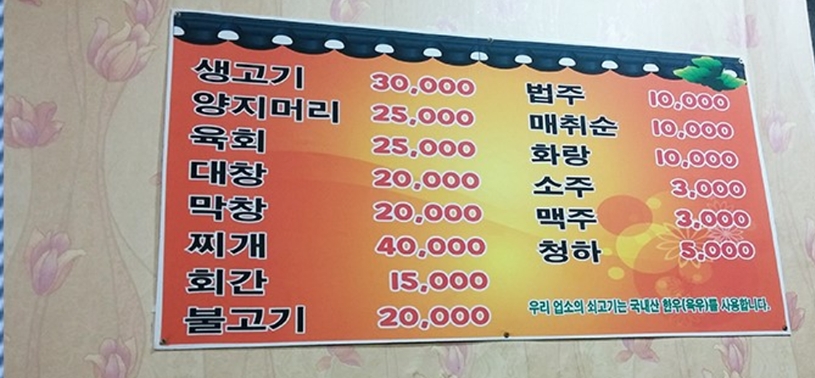 생고기 30,000
양지머리 25,000
육회 25,000
대창 20,000
막창 20,000
찌개 40,000
회간 15,000
불고기 20,000
법주 10,000
매취순 10,000
화랑 10,000
소주 3,000
맥주 3,000
청하 5,000
우리 업소의 쇠고기는 국내산 한우(육우)를 사용합니다.